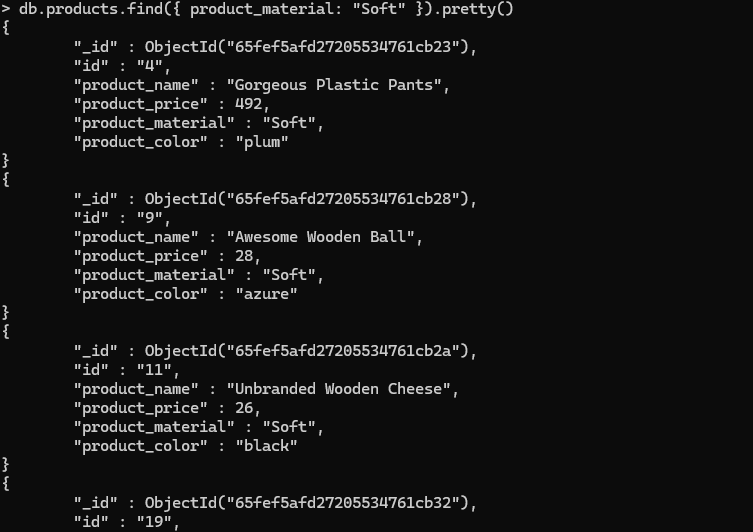 > db.products.find({ product_material: "Soft" }).pretty()
{
        "_id" : ObjectId("65fef5afd27205534761cb23"),
        "id" : "4",
        "product_name" : "Gorgeous Plastic Pants",
        "product_price" : 492,
        "product_material" : "Soft",
        "product_color" : "plum"
}
{
        "_id" : ObjectId("65fef5afd27205534761cb28"),
        "id" : "9",
        "product_name" : "Awesome Wooden Ball",
        "product_price" : 28,
        "product_material" : "Soft",
        "product_color" : "azure"
}
{
        "_id" : ObjectId("65fef5afd27205534761cb2a"),
        "id" : "11",
        "product_name" : "Unbranded Wooden Cheese",
        "product_price" : 26,
        "product_material" : "Soft",
        "product_color" : "black"
}
{
        "_id" : ObjectId("65fef5afd27205534761cb32"),
        "id" : "19",